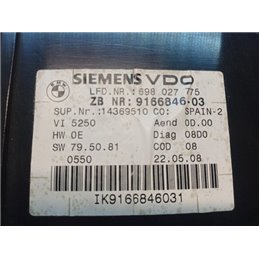 SIEMENS VDO
LFD.NR.: 698 027 775
ZB NR: 9166846-03
SUP.Nr.: 14369510 CO: SPAIN-2
VI 5250 Aend 0D.00
HW 0E Diag 08D0
SW 79.50.81 COD 08
0550 22.05.08
IK9166846031